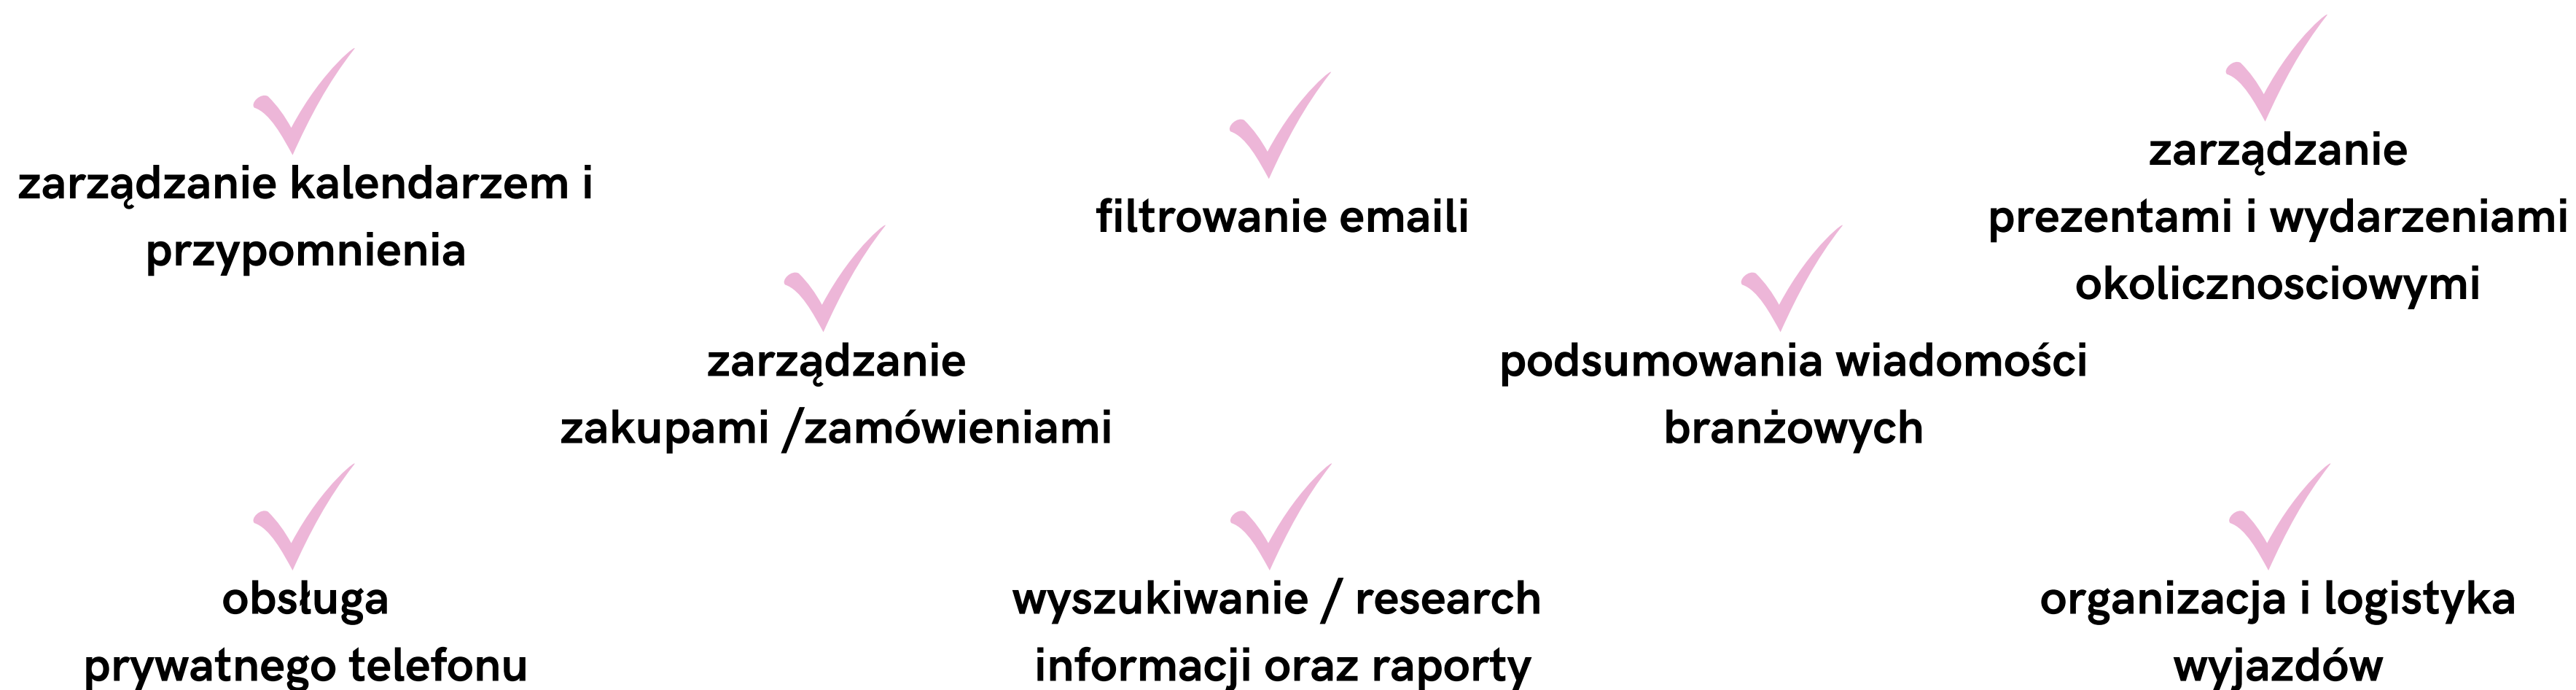 zarządzanie kalendarzem i
przypomnienia
filtrowanie emaili
zarządzanie
prezentami i wydarzeniami
okolicznosciowymi
zarządzanie
zakupami /zamówieniami
podsumowania wiadomości
branżowych
obsługa
prywatnego telefonu
wyszukiwanie / research
informacji oraz raporty
organizacja i logistyka
wyjazdów